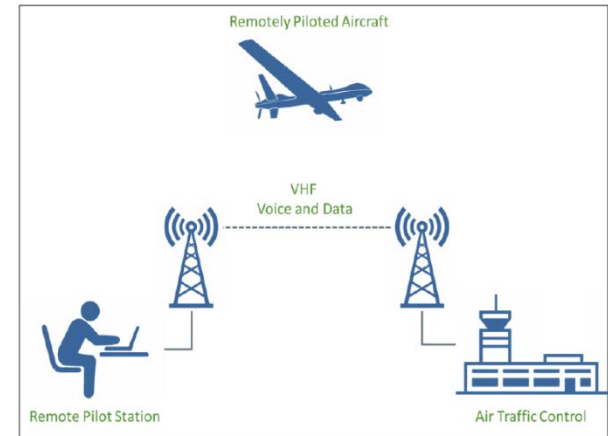 Remotely Piloted Aircraft
VHF
Voice and Data
Remote Pilot Station
Air Traffic Control